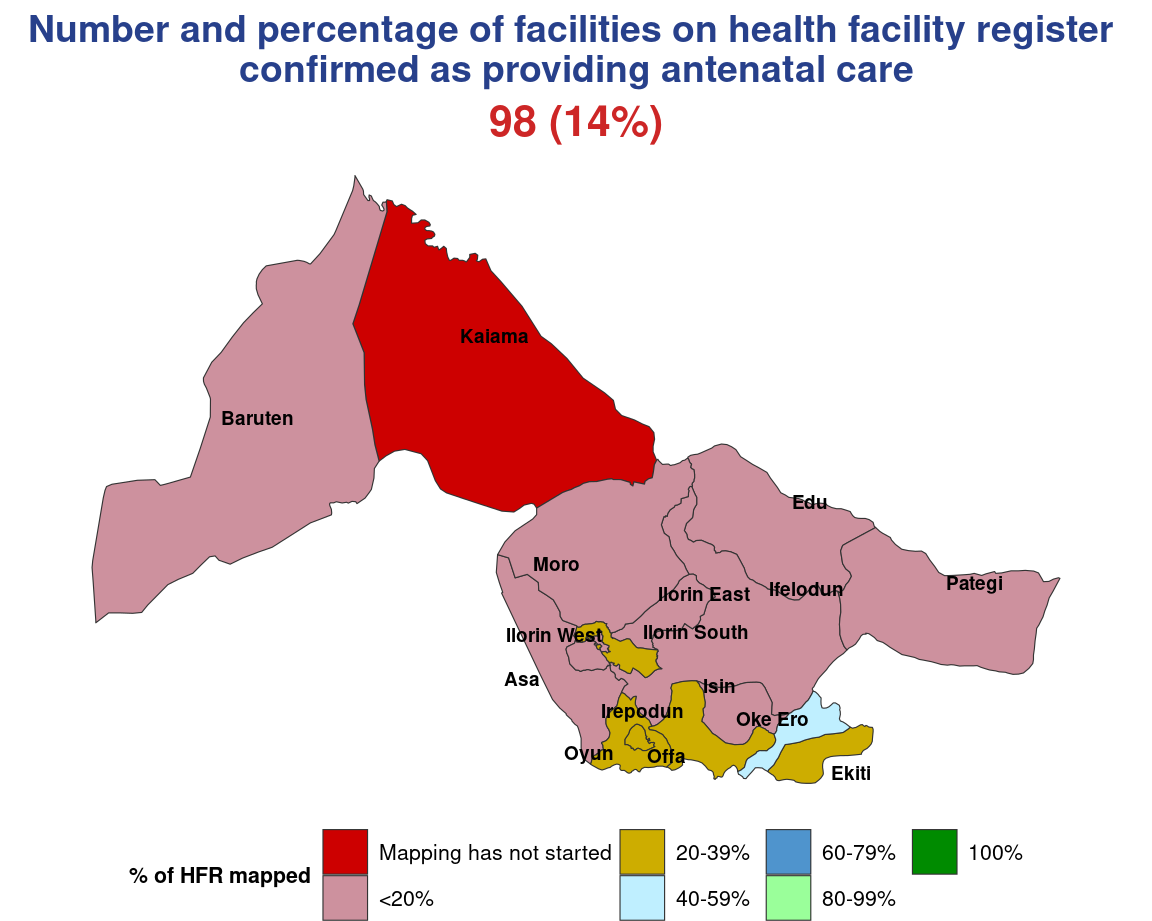 Number and percentage of facilities on health facility register
confirmed as providing antenatal care
98 (14%)
Kaiama
Baruten
Edu
Moro
Pategi
Ifelodun
Ilorin East
Ilorin West
Ilorin South
Asa
Isin
Irepodun
Oke Ero
Oyun
Offa
Ekiti
% of HFR mapped
Mapping has not started
<20%
20-39%
40-59%
60-79%
80-99%
100%